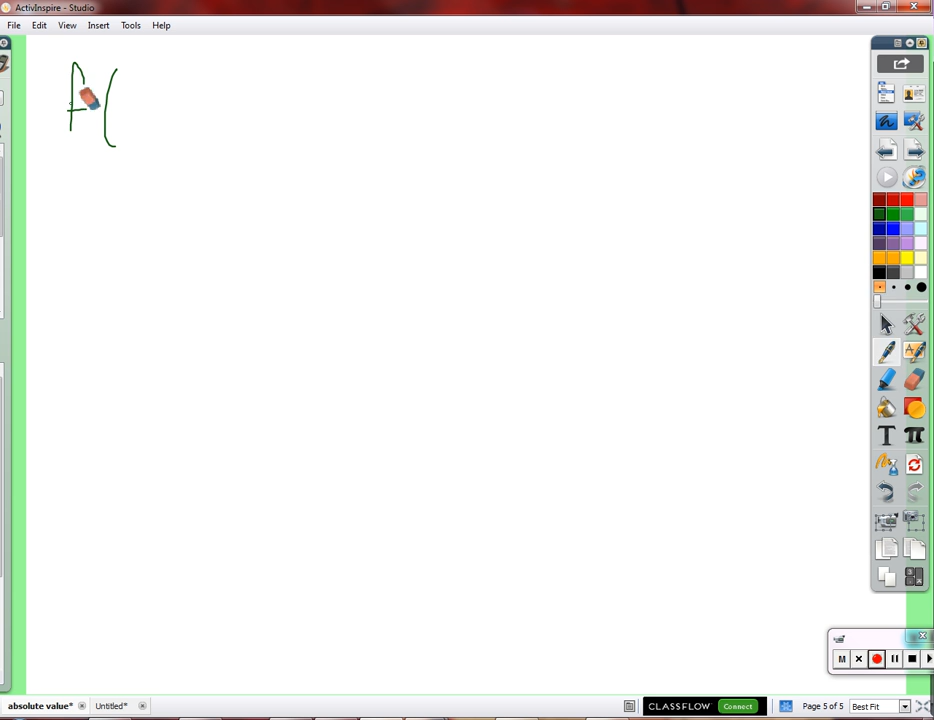 ActivInspire - Studio
File Edit View Insert Tools Help
f(
T π
M
absolute value* Untitled* CLASSFLOW Connect Page 5 of 5 Best Fit